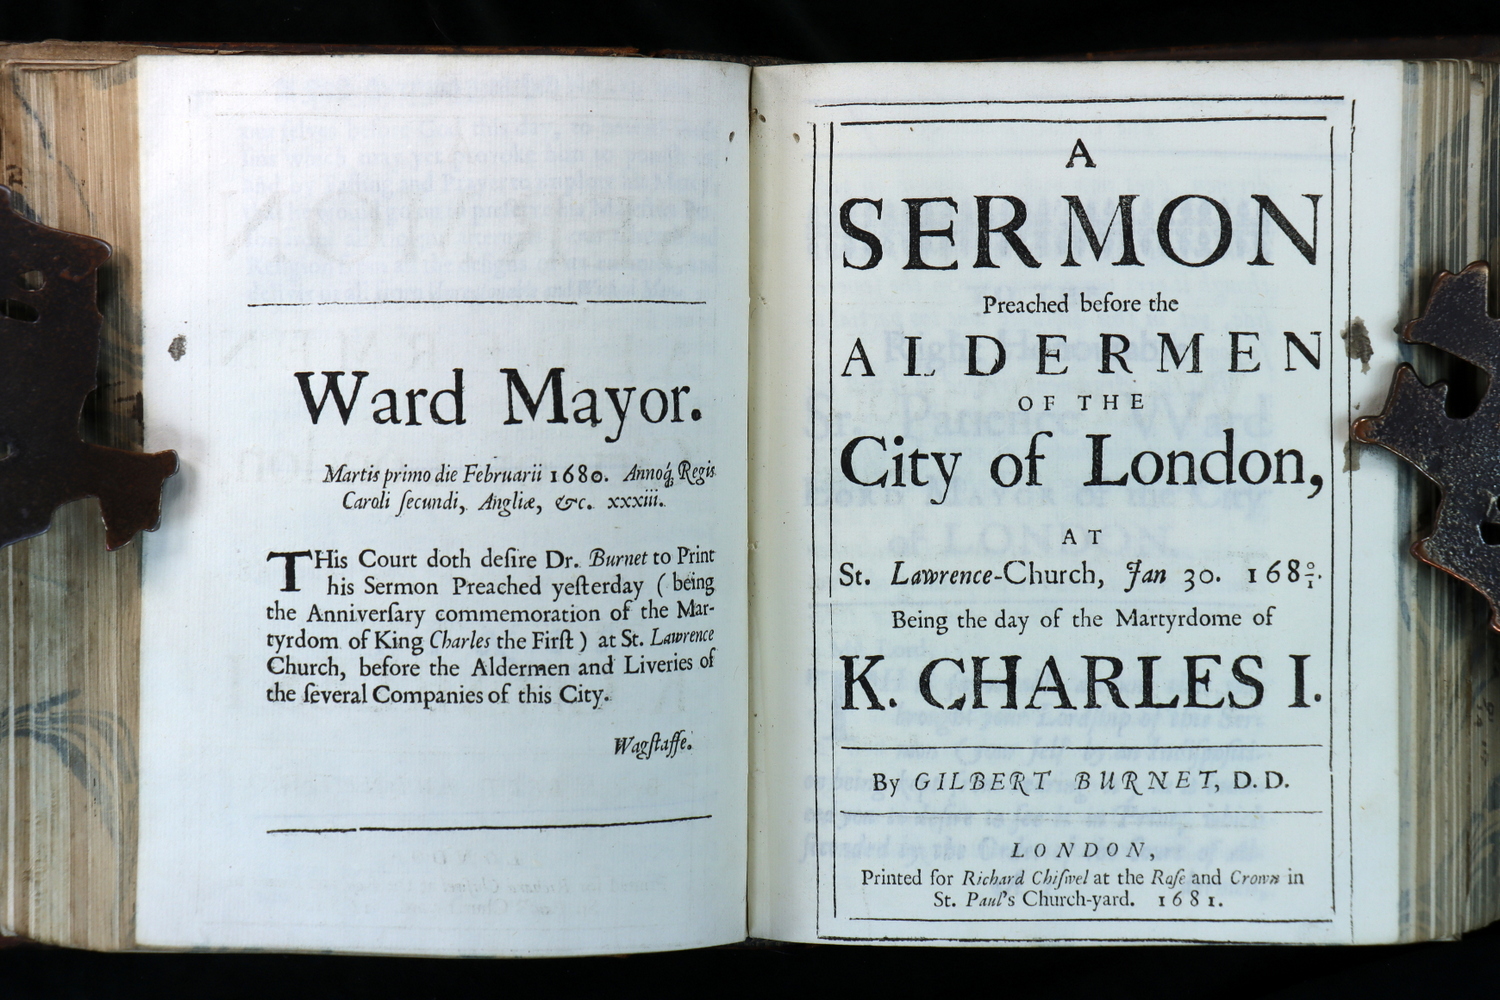 Ward Mayor.
Martis primo die Februarii 1680. Annoq́; Regis
Caroli ſecundi, Angliæ, &c. xxxiii.
THis Court doth deſire Dr. Burnet to Print
his Sermon Preached yeſterday ( being
the Anniverſary commemoration of the Mar-
tyrdom of King Charles the Firſt ) at St. Lawrence
Church, before the Aldermen and Liveries of
the ſeveral Companies of this City.
Wagſtaffe.
A
SERMON
Preached before the
ALDERMEN
OF THE
City of London,
AT
St. Lawrence-Church, Jan 30. 168⁰⁄₁.
Being the day of the Martyrdome of
K. CHARLES I.
By GILBERT BURNET, D. D.
LONDON,
Printed for Richard Chiſwel at the Roſe and Crown in
St. Paul's Church-yard. 1681.